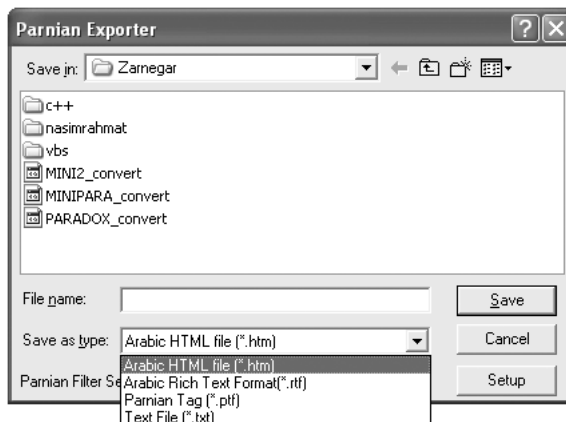 Parnian Exporter
Save in: Zarnegar
c++
nasimrahmat
vbs
MINI2_convert
MINIPARA_convert
PARADOX_convert
File name: Save
Save as type: Arabic HTML file (*.htm) Cancel
Arabic HTML file (*.htm)
Parnian Filter Se Arabic Rich Text Format(*.rtf) Setup
Parnian Tag (*.ptf)
Text File (*.txt)